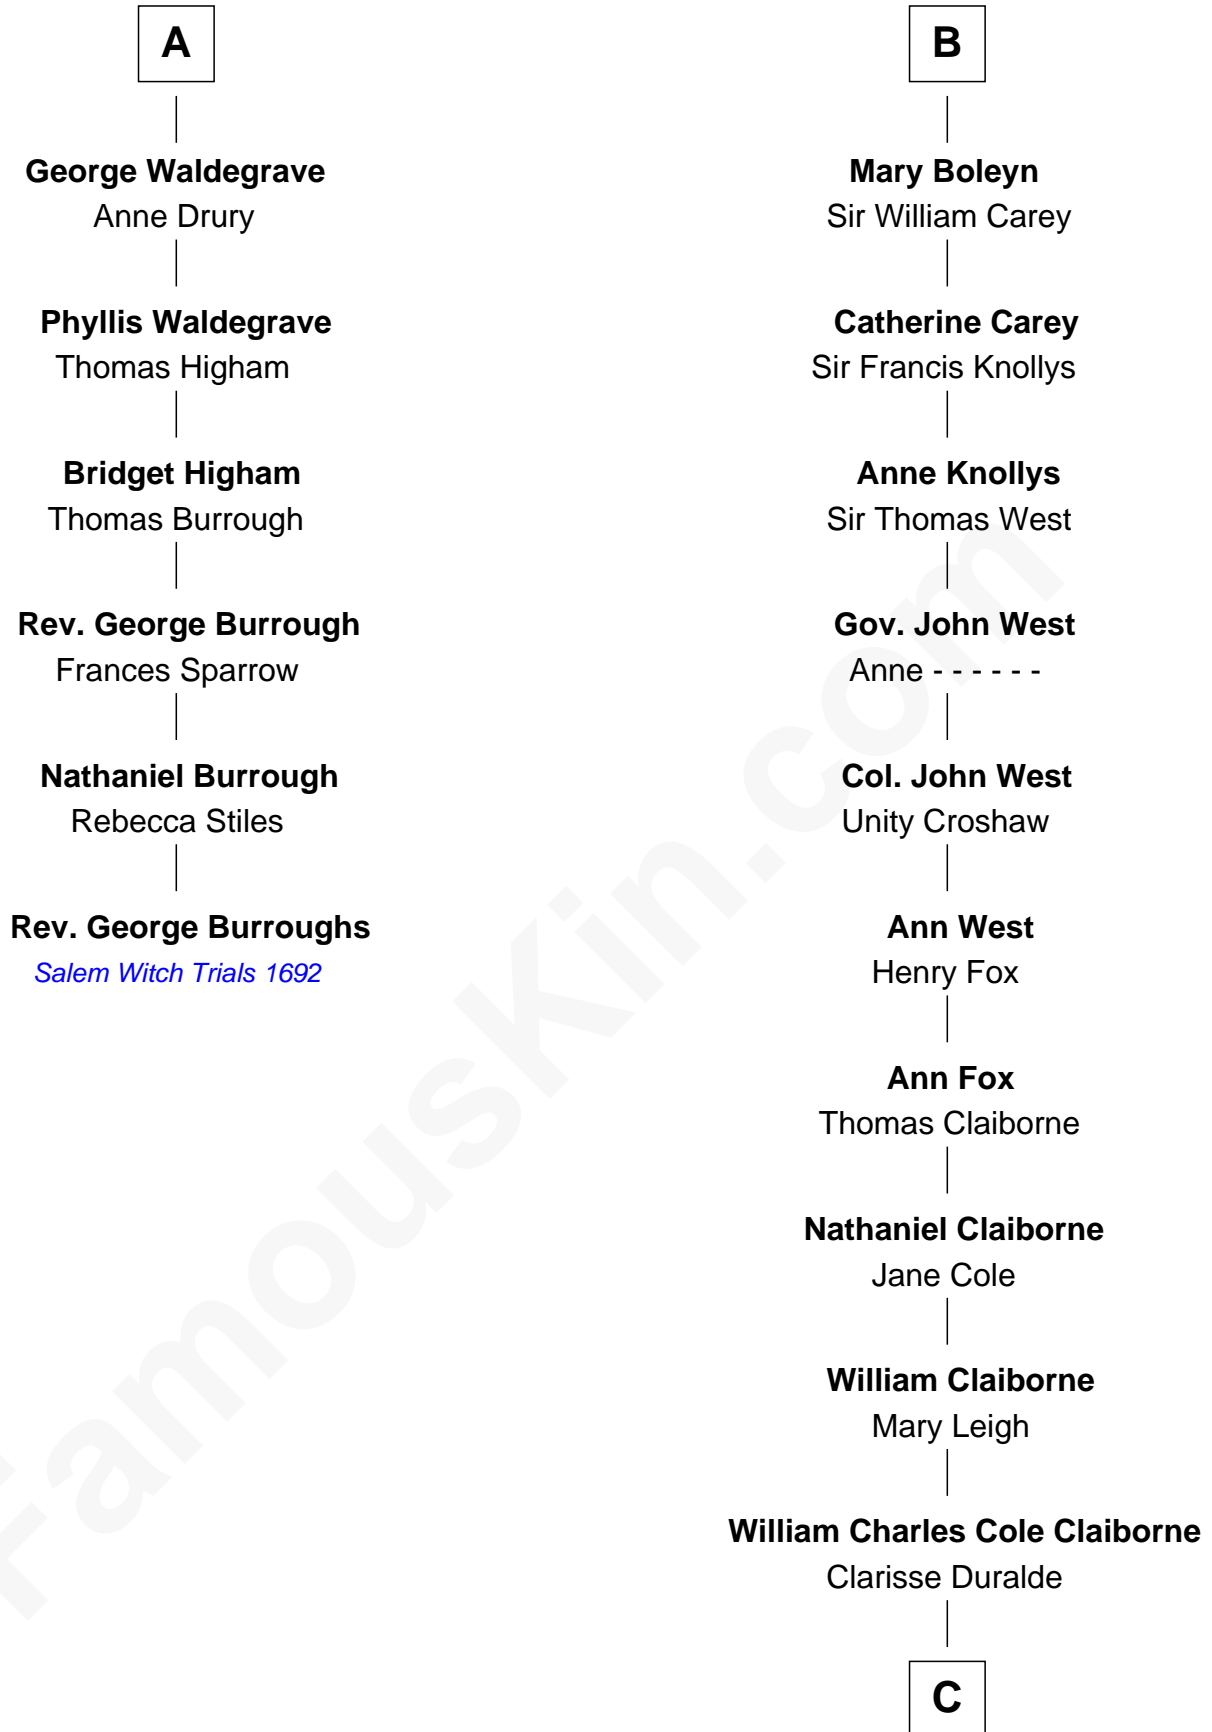 A
George Waldegrave
Anne Drury
Phyllis Waldegrave
Thomas Higham
Bridget Higham
Thomas Burrough
Rev. George Burrough
Frances Sparrow
Nathaniel Burrough
Rebecca Stiles
Rev. George Burroughs
Salem Witch Trials 1692
B
Mary Boleyn
Sir William Carey
Catherine Carey
Sir Francis Knollys
Anne Knollys
Sir Thomas West
Gov. John West
Anne - - - - - -
Col. John West
Unity Croshaw
Ann West
Henry Fox
Ann Fox
Thomas Claiborne
Nathaniel Claiborne
Jane Cole
William Claiborne
Mary Leigh
William Charles Cole Claiborne
Clarisse Duralde
C
FamousKin.com